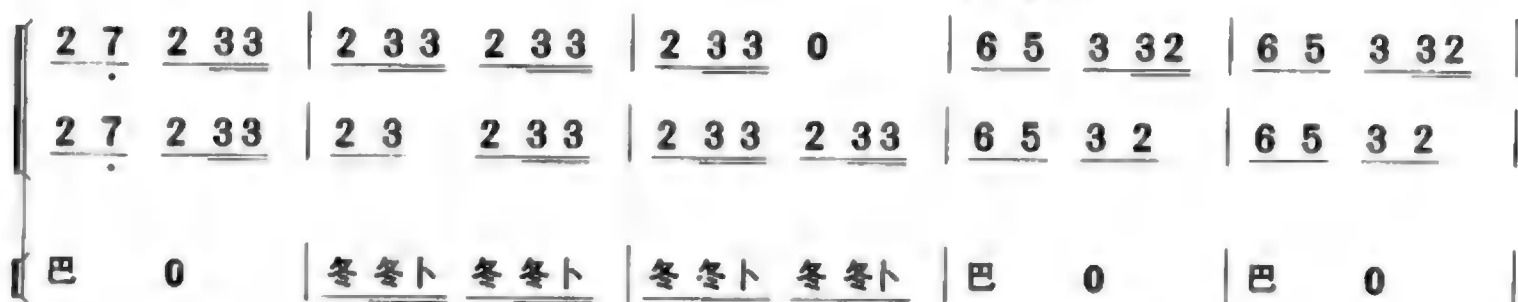 2 7̣ 2 33 | 2 33 2 33 | 2 33 0 | 6 5 3 32 | 6 5 3 32 |
2 7̣ 2 33 | 2 3 2 33 | 2 33 2 33 | 6 5 3 2 | 6 5 3 2 |
巴 0 | 冬 冬卜 冬 冬卜 | 冬 冬卜 冬 冬卜 | 巴 0 | 巴 0 |